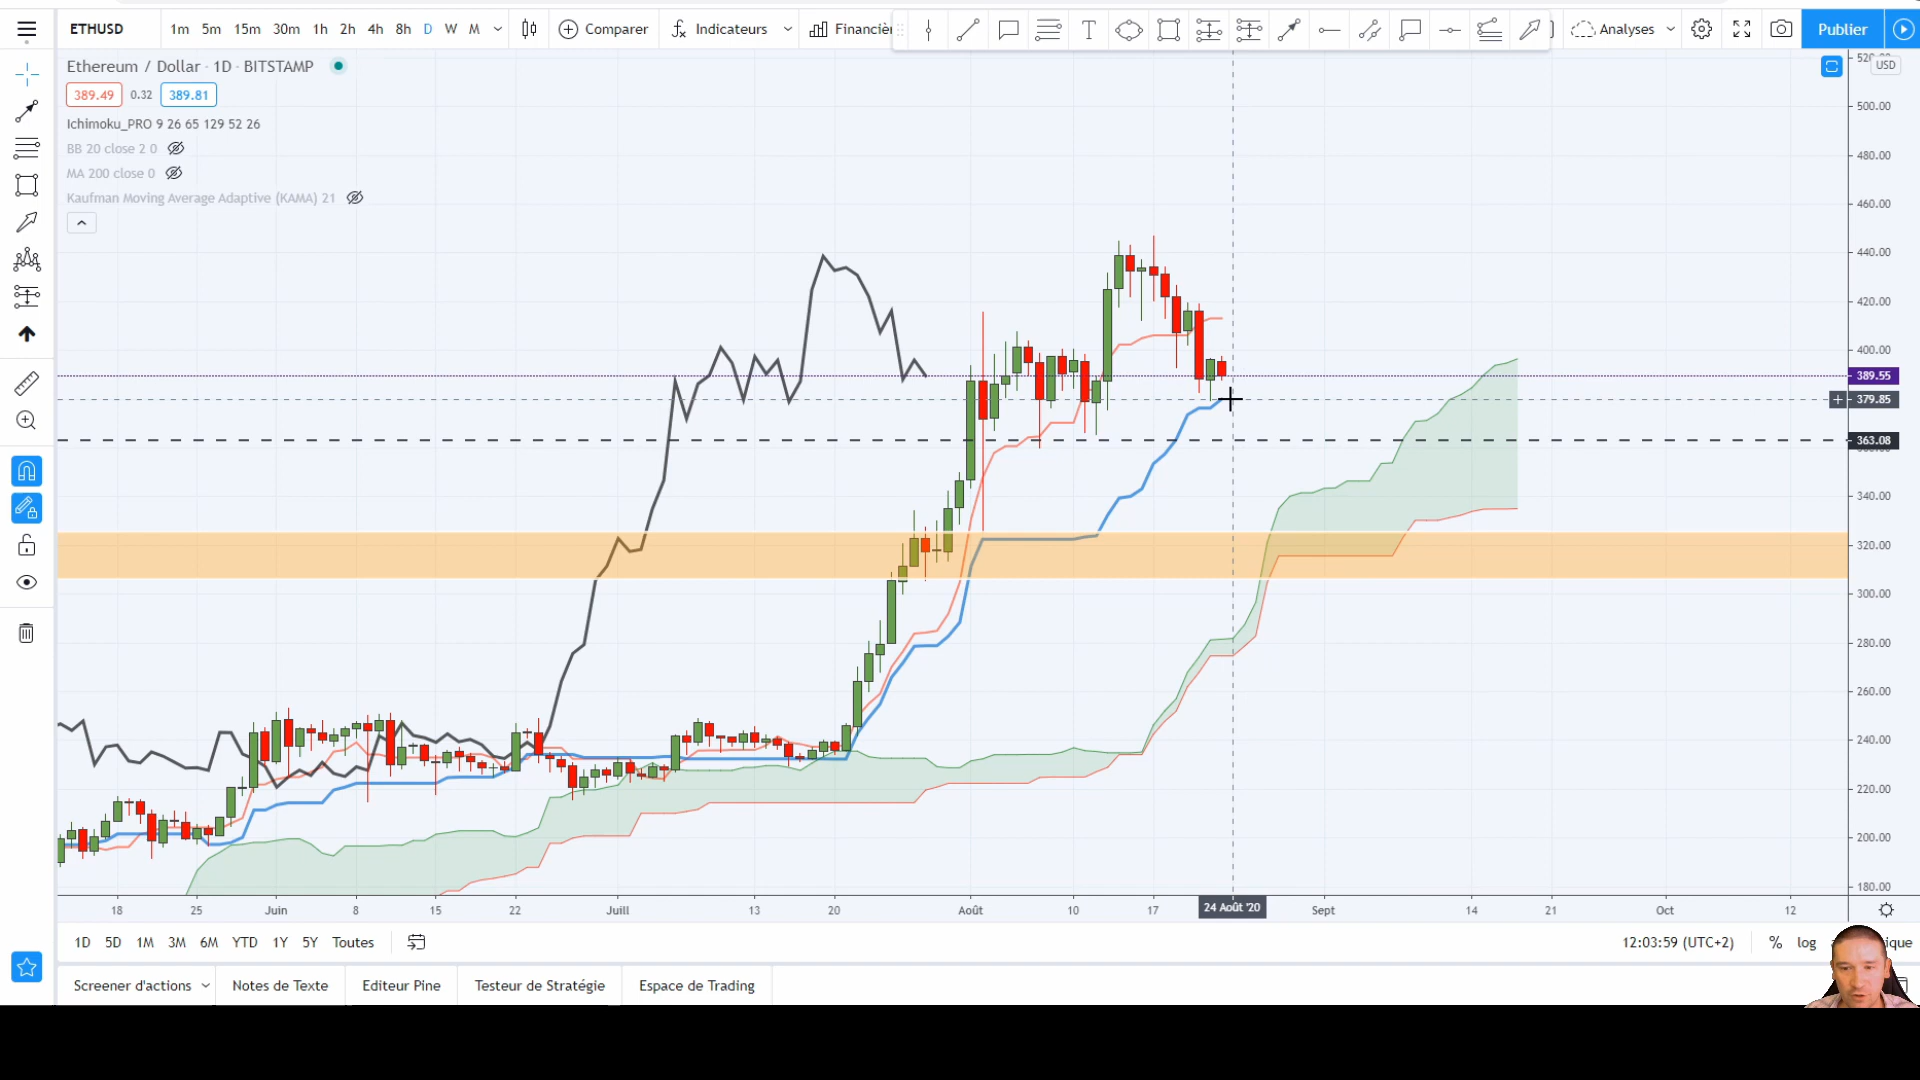 ETHUSD 1m 5m 15m 30m 1h 2h 4h 8h D W M Comparer Indicateurs Financiè Analyses Publier
Ethereum / Dollar · 1D · BITSTAMP
389.49 0.32 389.81
Ichimoku_PRO 9 26 65 129 52 26
BB 20 close 2 0
MA 200 close 0
Kaufman Moving Average Adaptive (KAMA) 21
USD
500.00
480.00
460.00
440.00
420.00
400.00
389.55
379.85
363.08
340.00
320.00
300.00
280.00
260.00
240.00
220.00
200.00
180.00
18 25 Juin 8 15 22 Juill 13 20 Août 10 17 24 Août '20 Sept 14 21 Oct 12
1D 5D 1M 3M 6M YTD 1Y 5Y Toutes 12:03:59 (UTC+2) % log
Screener d'actions Notes de Texte Editeur Pine Testeur de Stratégie Espace de Trading